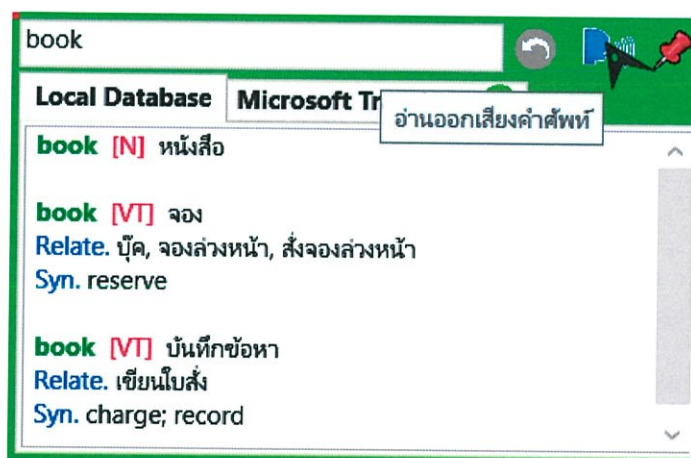 book
Local Database Microsoft Tr
อ่านออกเสียงคำศัพท์
book [N] หนังสือ
book [VT] จอง
Relate. บุ๊ค, จองล่วงหน้า, สั่งจองล่วงหน้า
Syn. reserve
book [VT] บันทึกข้อหา
Relate. เขียนใบสั่ง
Syn. charge; record